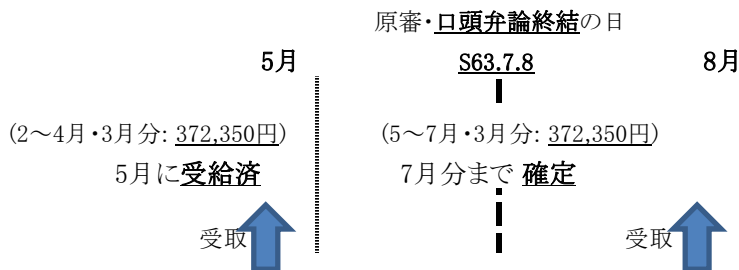 原審・口頭弁論終結の日
5月 S63.7.8 8月
(2～4月・3月分: 372,350円) (5～7月・3月分: 372,350円)
5月に受給済 7月分まで 確定
受取 受取